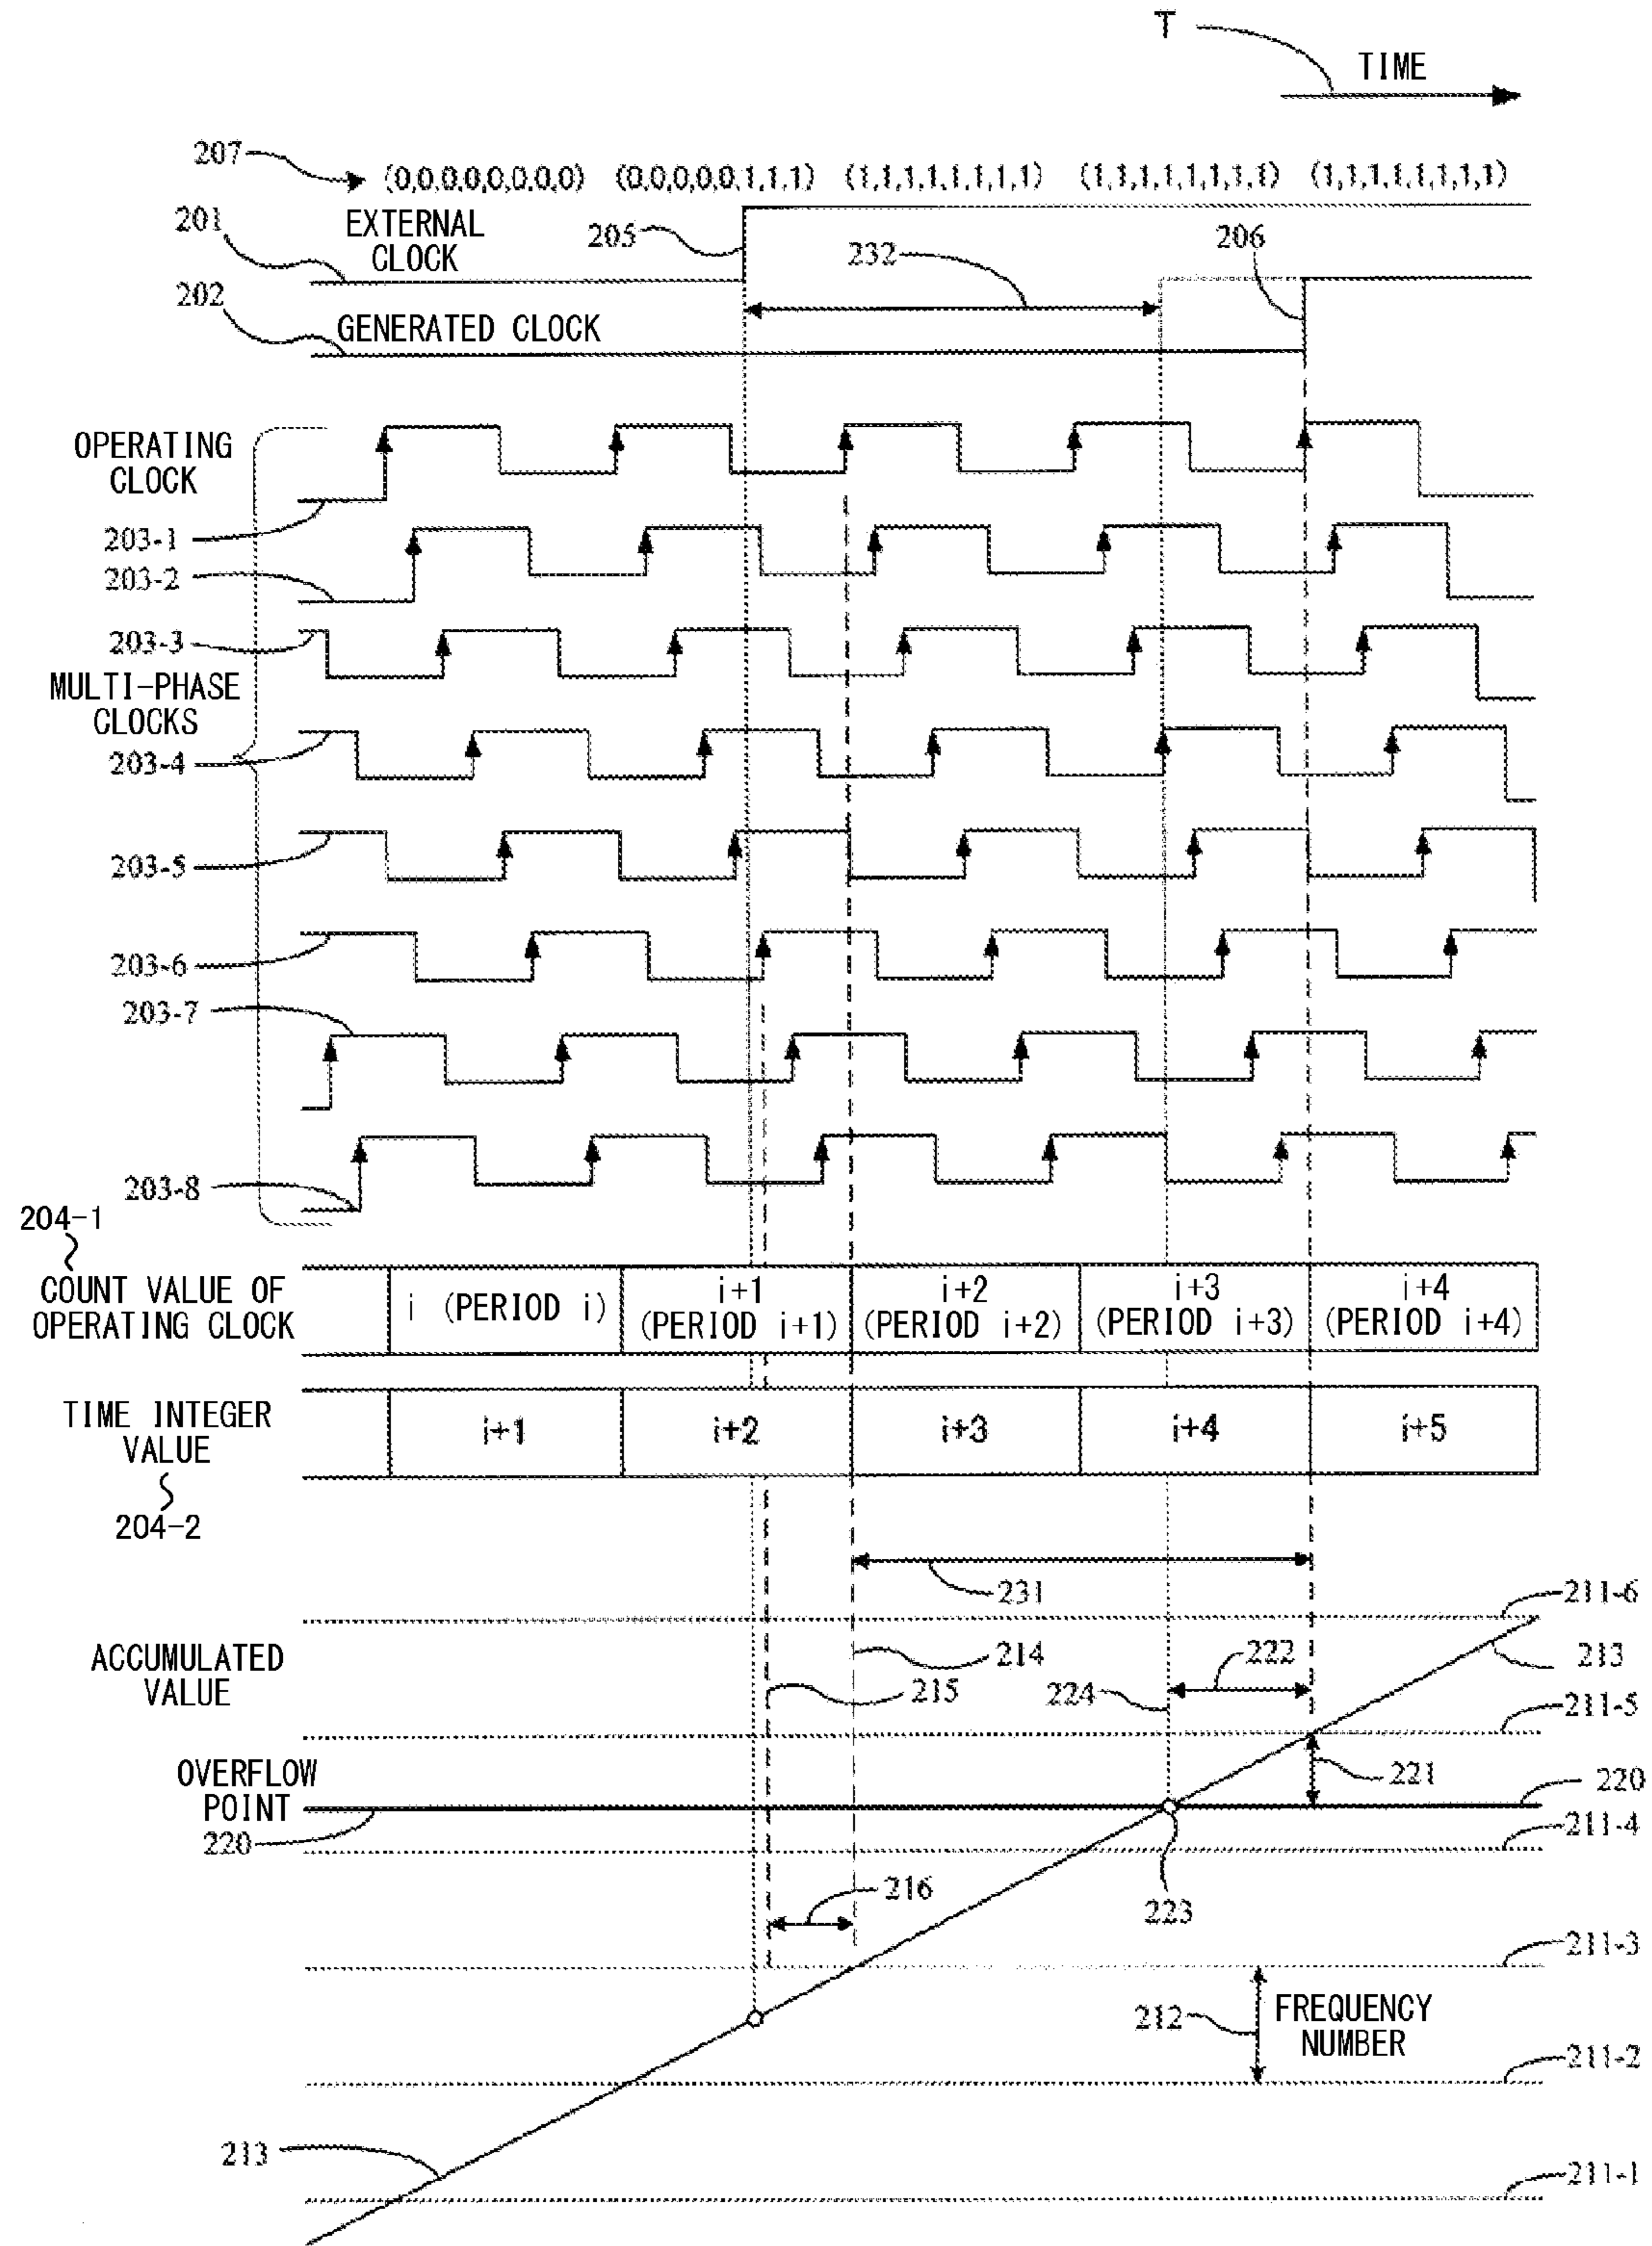 T
TIME
207
(0,0,0,0,0,0,0,0) (0,0,0,0,0,1,1,1) (1,1,1,1,1,1,1,1) (1,1,1,1,1,1,1,1) (1,1,1,1,1,1,1,1)
201
EXTERNAL
CLOCK
205
232
206
202
GENERATED CLOCK
OPERATING
CLOCK
203-1
203-2
203-3
MULTI-PHASE
CLOCKS
203-4
203-5
203-6
203-7
203-8
204-1
COUNT VALUE OF
OPERATING CLOCK
i (PERIOD i)
i+1
(PERIOD i+1)
i+2
(PERIOD i+2)
i+3
(PERIOD i+3)
i+4
(PERIOD i+4)
TIME INTEGER
VALUE
204-2
i+1
i+2
i+3
i+4
i+5
231
211-6
ACCUMULATED
VALUE
214
222
213
215
224
211-5
OVERFLOW
POINT
220
221
220
211-4
216
223
211-3
212
FREQUENCY
NUMBER
211-2
213
211-1